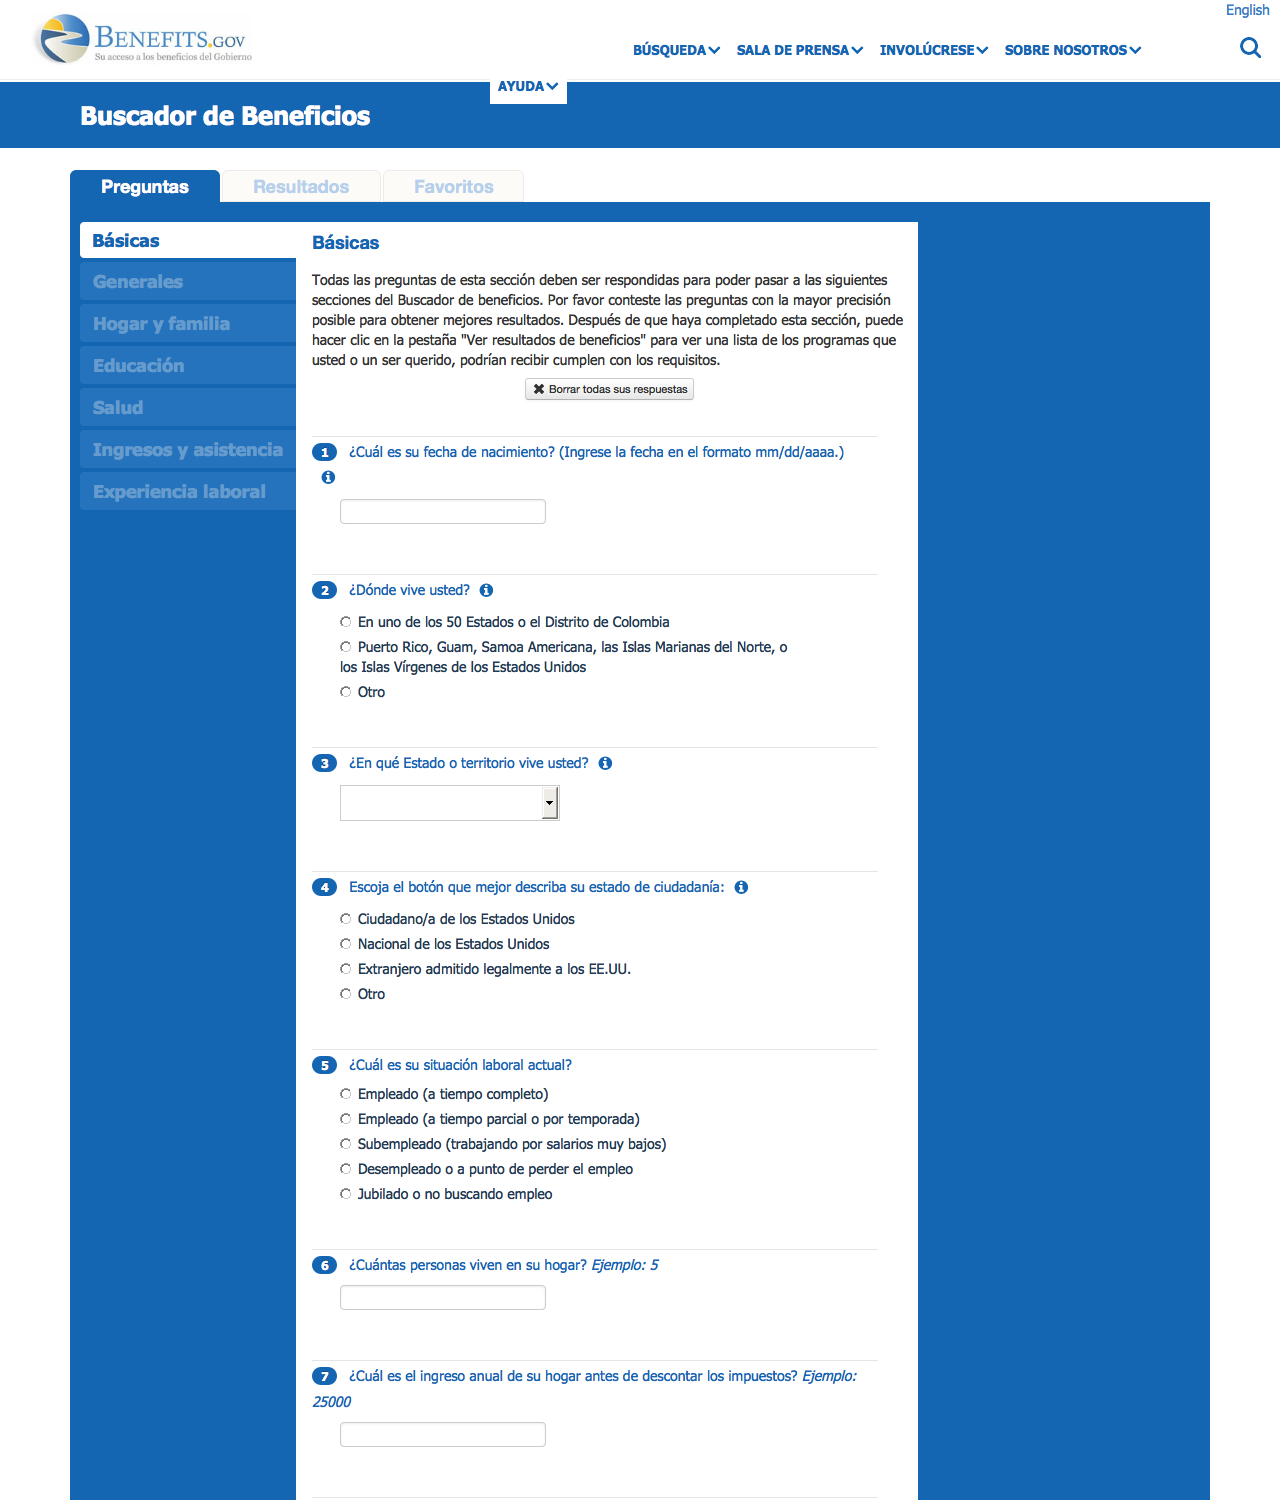 English
BENEFITS.GOV
Su acceso a los beneficios del Gobierno
BÚSQUEDA SALA DE PRENSA INVOLÚCRESE SOBRE NOSOTROS
AYUDA
Buscador de Beneficios
Preguntas Resultados Favoritos
Básicas
Generales
Hogar y familia
Educación
Salud
Ingresos y asistencia
Experiencia laboral
Básicas
Todas las preguntas de esta sección deben ser respondidas para poder pasar a las siguientes
secciones del Buscador de beneficios. Por favor conteste las preguntas con la mayor precisión
posible para obtener mejores resultados. Después de que haya completado esta sección, puede
hacer clic en la pestaña "Ver resultados de beneficios" para ver una lista de los programas que
usted o un ser querido, podrían recibir cumplen con los requisitos.
Borrar todas sus respuestas
1 ¿Cuál es su fecha de nacimiento? (Ingrese la fecha en el formato mm/dd/aaaa.)
2 ¿Dónde vive usted?
En uno de los 50 Estados o el Distrito de Colombia
Puerto Rico, Guam, Samoa Americana, las Islas Marianas del Norte, o
los Islas Vírgenes de los Estados Unidos
Otro
3 ¿En qué Estado o territorio vive usted?
4 Escoja el botón que mejor describa su estado de ciudadanía:
Ciudadano/a de los Estados Unidos
Nacional de los Estados Unidos
Extranjero admitido legalmente a los EE.UU.
Otro
5 ¿Cuál es su situación laboral actual?
Empleado (a tiempo completo)
Empleado (a tiempo parcial o por temporada)
Subempleado (trabajando por salarios muy bajos)
Desempleado o a punto de perder el empleo
Jubilado o no buscando empleo
6 ¿Cuántas personas viven en su hogar? Ejemplo: 5
7 ¿Cuál es el ingreso anual de su hogar antes de descontar los impuestos? Ejemplo:
25000